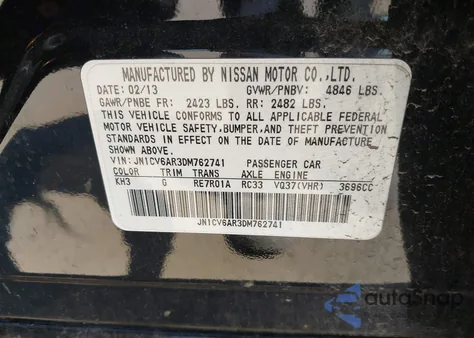 MANUFACTURED BY NISSAN MOTOR CO.,LTD.
DATE: 02/13 GVWR/PNBV: 4846 LBS.
GAWR/PNBE FR: 2423 LBS. RR: 2482 LBS.
THIS VEHICLE CONFORMS TO ALL APPLICABLE FEDERAL
MOTOR VEHICLE SAFETY,BUMPER,AND THEFT PREVENTION
STANDARDS IN EFFECT ON THE DATE OF MANUFACTURE
SHOWN ABOVE.
VIN:JN1CV6AR3DM762741 PASSENGER CAR
COLOR TRIM TRANS AXLE ENGINE
KH3 G RE7R01A RC33 VQ37(VHR) 3696CC
JN1CV6AR3DM762741
autoSnap